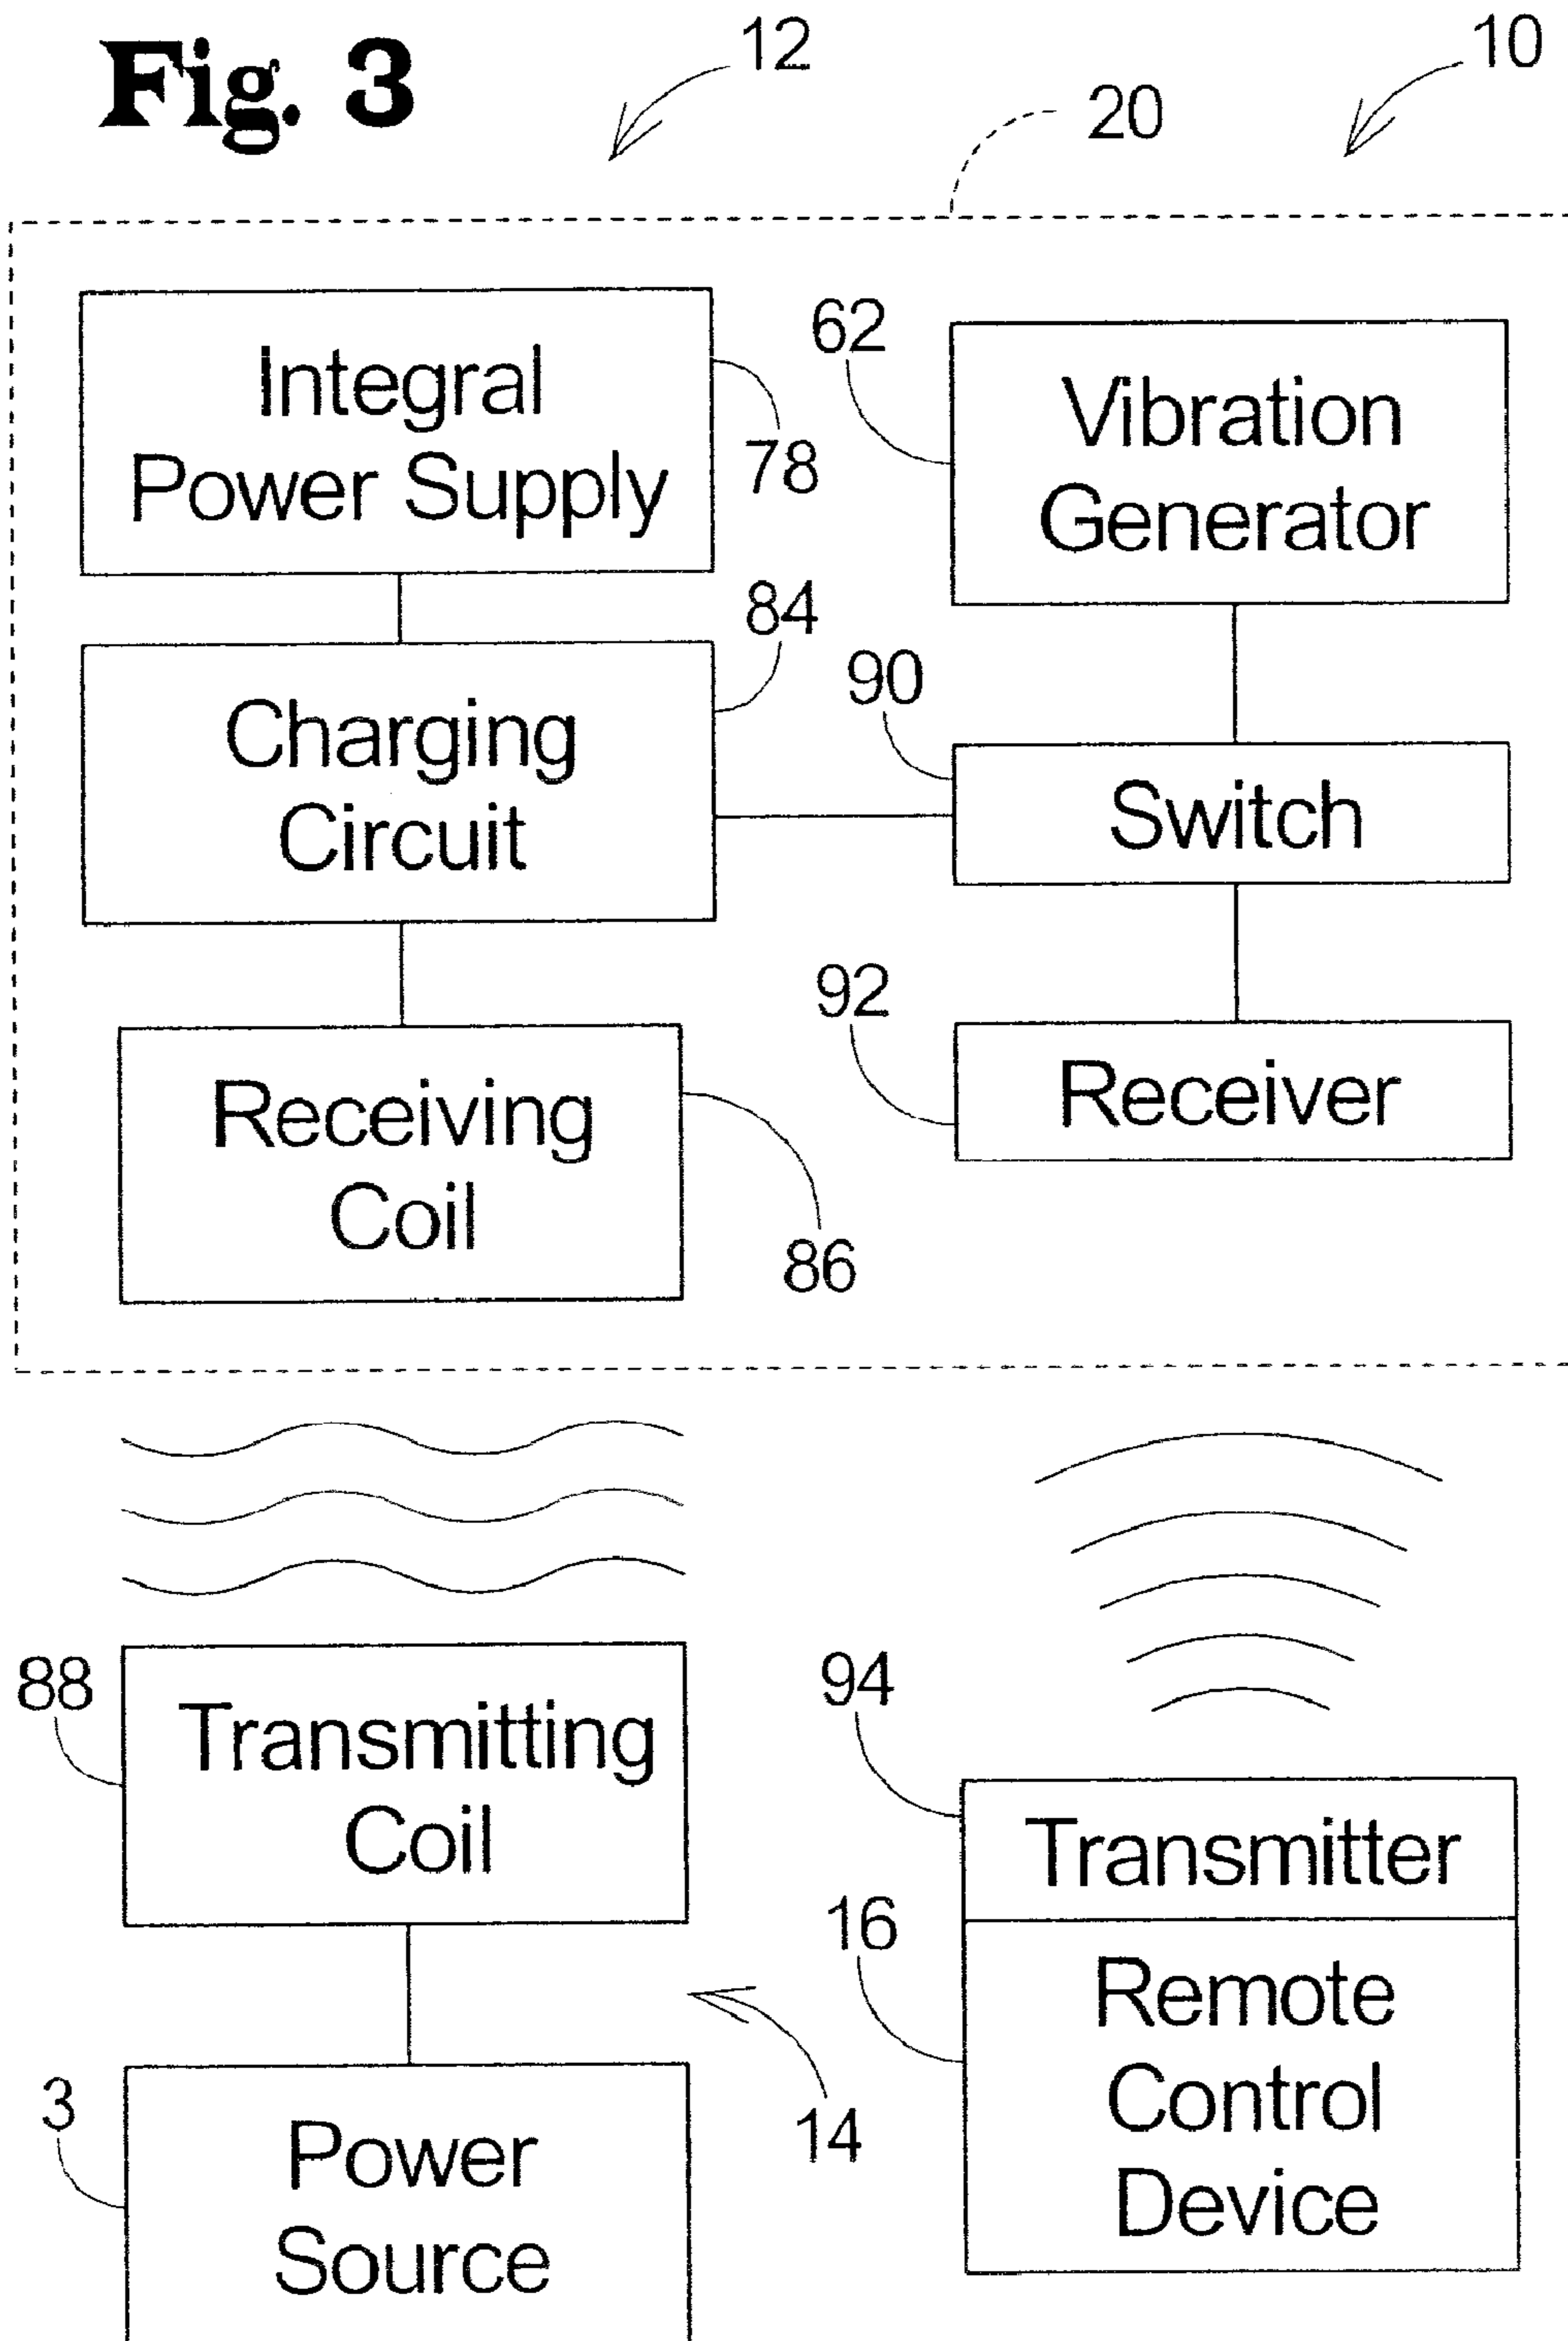 Fig. 3
12
10
20
Integral
Power Supply
78
62
Vibration
Generator
84
Charging
Circuit
90
Switch
Receiving
Coil
86
92
Receiver
88
Transmitting
Coil
94
Transmitter
16
Remote
Control
Device
14
3
Power
Source